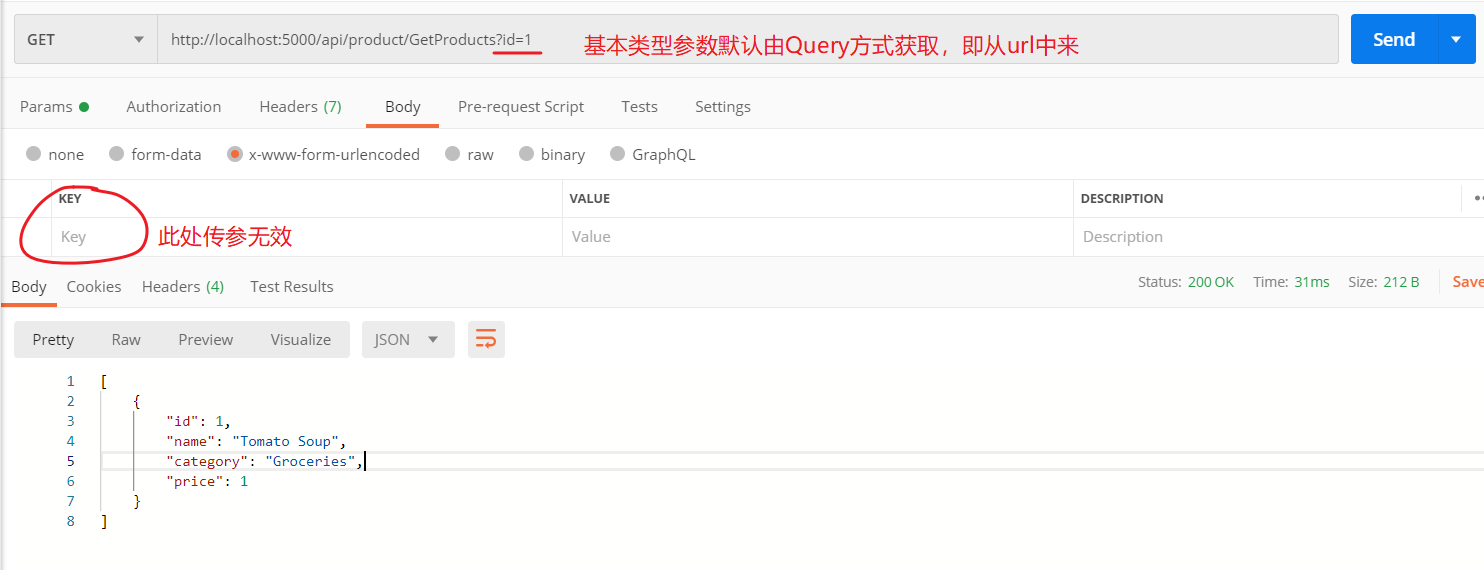 GET http://localhost:5000/api/product/GetProducts?id=1 基本类型参数默认由Query方式获取，即从url中来 Send
Params Authorization Headers (7) Body Pre-request Script Tests Settings
none form-data x-www-form-urlencoded raw binary GraphQL
KEY VALUE DESCRIPTION
Key 此处传参无效 Value Description
Body Cookies Headers (4) Test Results Status: 200 OK Time: 31ms Size: 212 B Save
Pretty Raw Preview Visualize JSON
1 [
2 {
3 "id": 1,
4 "name": "Tomato Soup",
5 "category": "Groceries",
6 "price": 1
7 }
8 ]